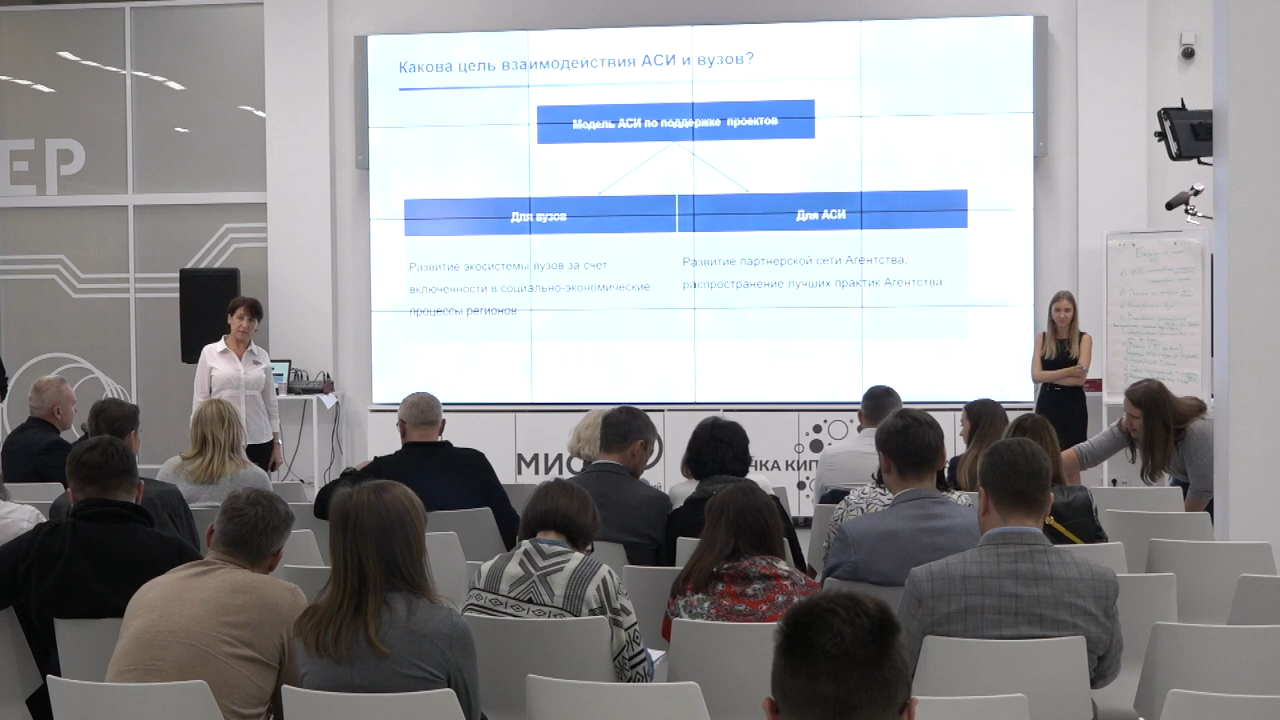 Какова цель взаимодействия АСИ и вузов?
Модель АСИ по поддержке проектов
Для вузов
Для АСИ
Развитие экосистемы вузов за счет
включенности в социально-экономические
процессы регионов
Развитие партнерской сети Агентства,
распространение лучших практик Агентства
ЕР
МИС
ЧКА КИП